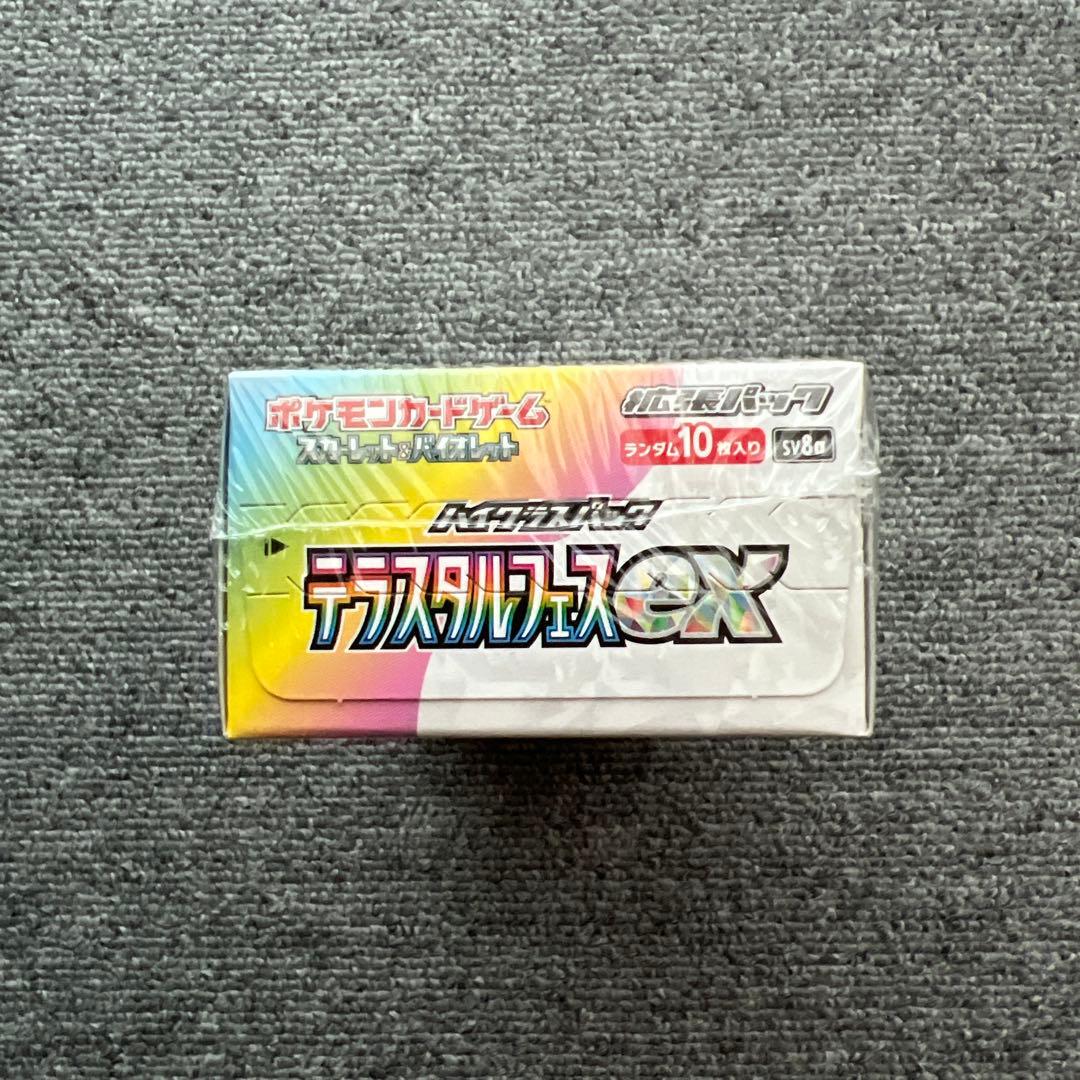 ポケモンカードゲーム
スカーレット&バイオレット
拡張パック
ランダム10枚入り sv8a
ハイクラスパック
テラスタルフェスex